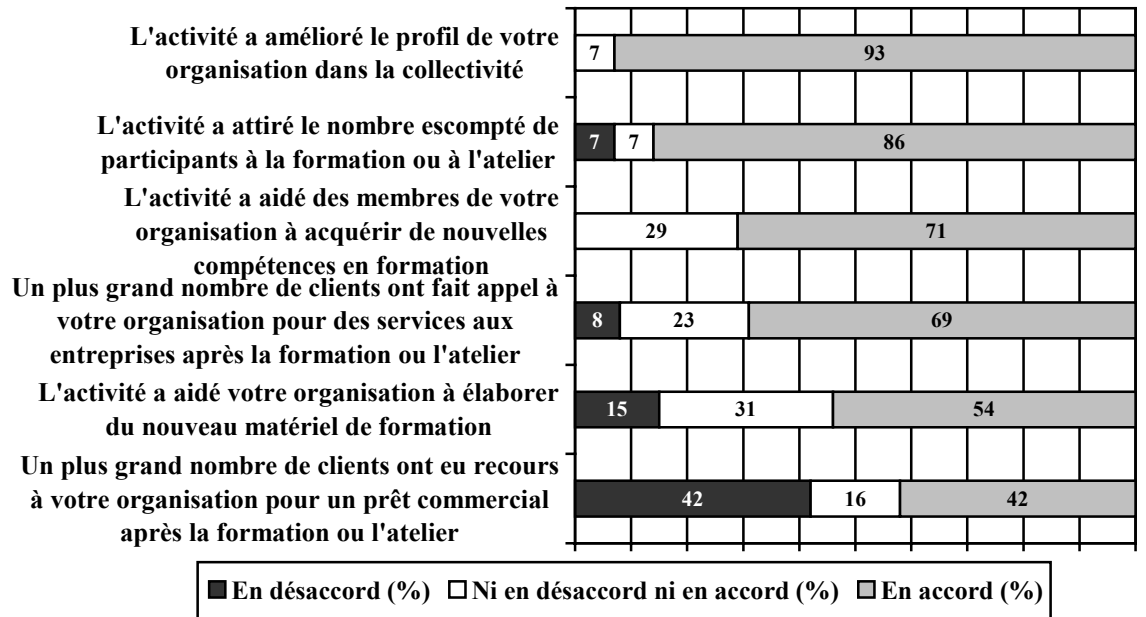 L'activité a amélioré le profil de votre
organisation dans la collectivité
7 93
L'activité a attiré le nombre escompté de
participants à la formation ou à l'atelier
7 7 86
L'activité a aidé des membres de votre
organisation à acquérir de nouvelles
compétences en formation
29 71
Un plus grand nombre de clients ont fait appel à
votre organisation pour des services aux
entreprises après la formation ou l'atelier
8 23 69
L'activité a aidé votre organisation à élaborer
du nouveau matériel de formation
15 31 54
Un plus grand nombre de clients ont eu recours
à votre organisation pour un prêt commercial
après la formation ou l'atelier
42 16 42
En désaccord (%) Ni en désaccord ni en accord (%) En accord (%)